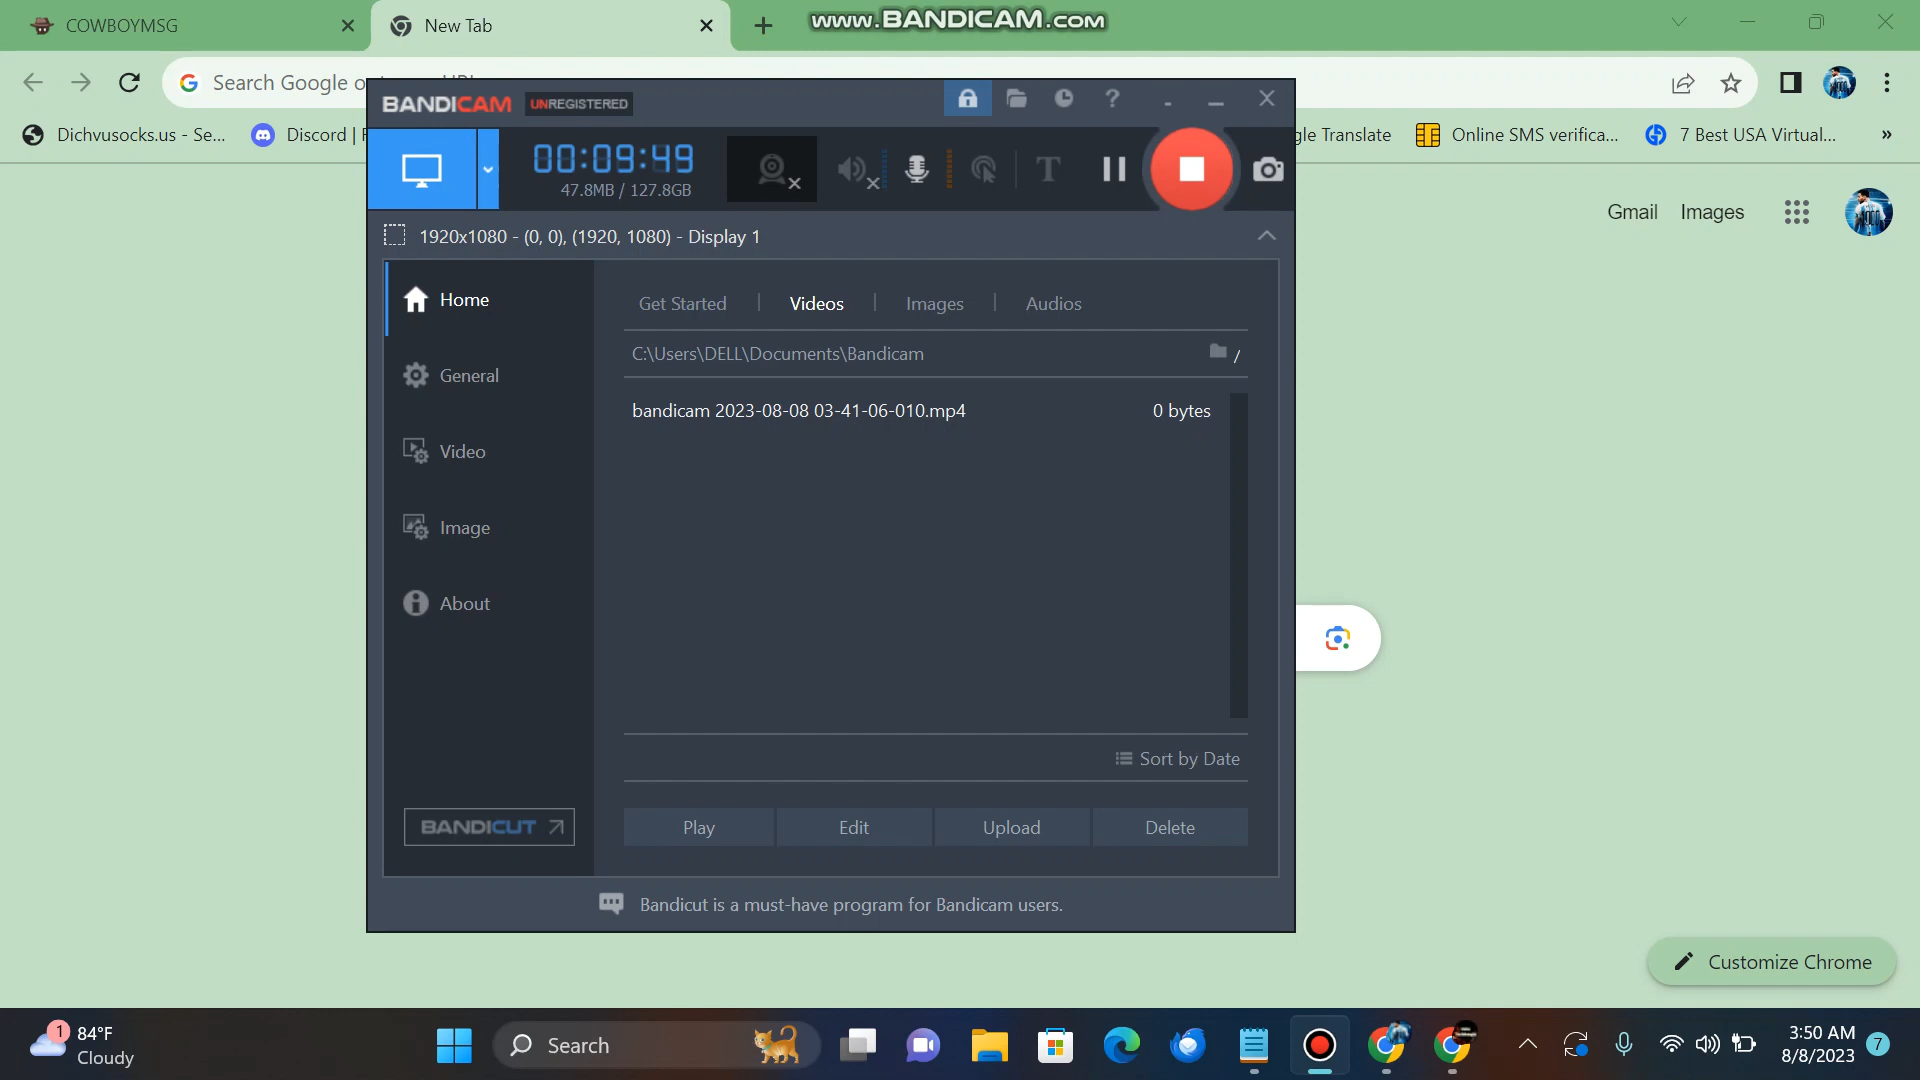 COWBOYMSG
New Tab
www.BANDICAM.com
Search Google o
Dichvusocks.us - Se...
Discord |
gle Translate
Online SMS verifica...
7 Best USA Virtual...
»
BANDICAM UNREGISTERED
00:09:49
47.8MB / 127.8GB
1920x1080 - (0, 0), (1920, 1080) - Display 1
Gmail
Images
Home
General
Video
Image
About
Get Started
Videos
Images
Audios
C:\Users\DELL\Documents\Bandicam
/
bandicam 2023-08-08 03-41-06-010.mp4
0 bytes
Sort by Date
BANDICUT
Play
Edit
Upload
Delete
Bandicut is a must-have program for Bandicam users.
Customize Chrome
1
84°F
Cloudy
Search
3:50 AM
8/8/2023
7